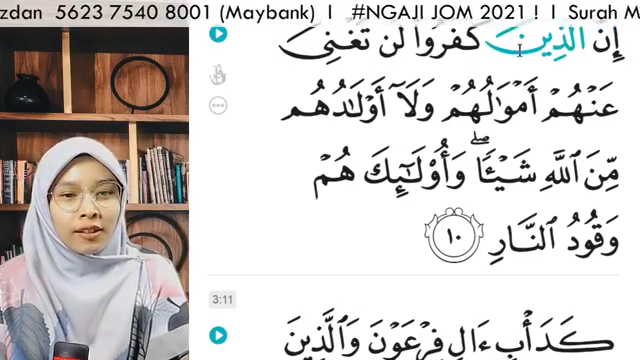 zdan 5623 7540 8001 (Maybank) I #NGAJI JOM 2021 ! I Surah M
إِنَّ ٱلَّذِينَ كَفَرُوا۟ لَن تُغْنِىَ
عَنْهُمْ أَمْوَٰلُهُمْ وَلَآ أَوْلَـٰدُهُم
مِّنَ ٱللَّهِ شَيْـًٔا ۖ وَأُو۟لَـٰٓئِكَ هُمْ
وَقُودُ ٱلنَّارِ ١٠
3:11
كَدَأْبِ ءَالِ فِرْعَوْنَ وَٱلَّذِينَ